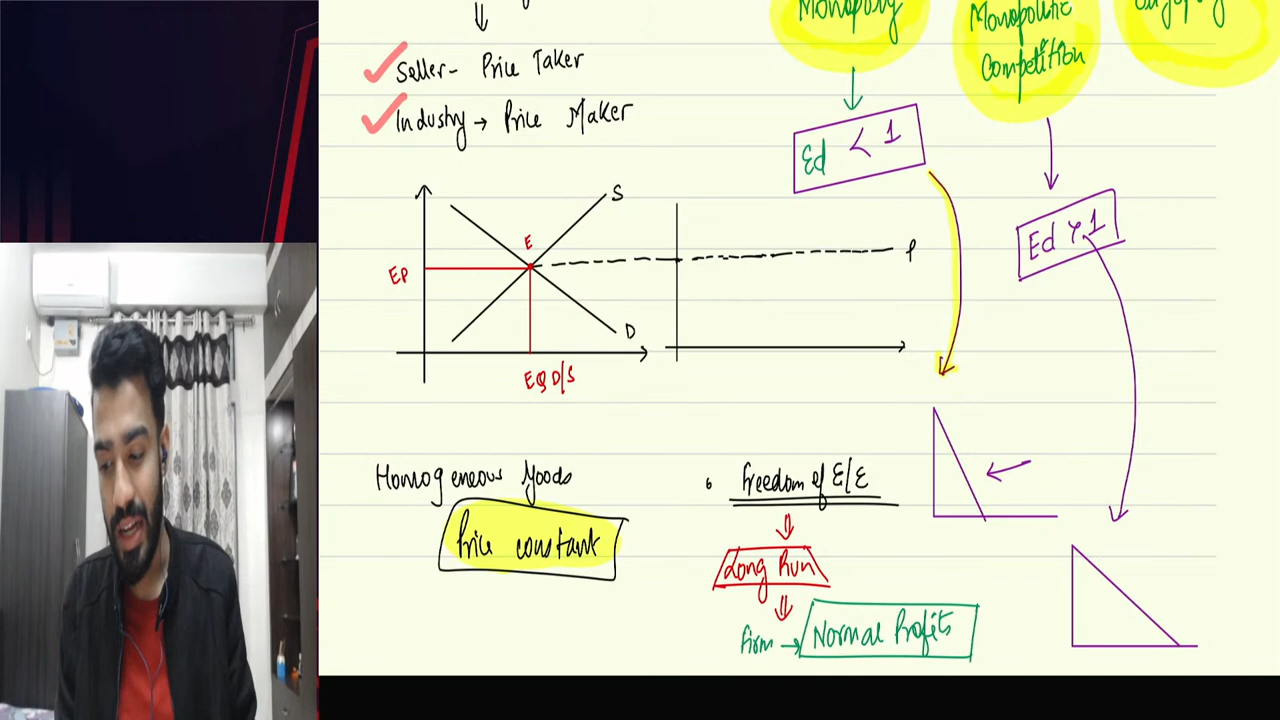 Monopoly
Monopolistic
Competition
Seller- Price Taker
Industry → Price Maker
Ed < 1
Ed > 1
S
E
EP
D
EQ D/S
P
Homogeneous Goods
Price constant
Freedom of E/E
Long Run
Firm → Normal Profits